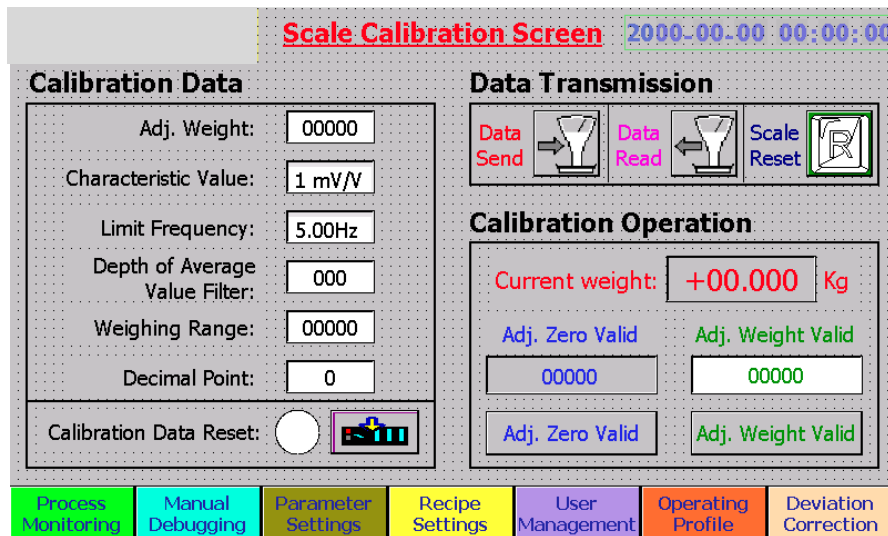 Scale Calibration Screen
2000-00-00 00:00:00
Calibration Data
Adj. Weight: 00000
Characteristic Value: 1 mV/V
Limit Frequency: 5.00Hz
Depth of Average
Value Filter: 000
Weighing Range: 00000
Decimal Point: 0
Calibration Data Reset:
Data Transmission
Data
Send
Data
Read
Scale
Reset
R
Calibration Operation
Current weight: +00.000 Kg
Adj. Zero Valid
00000
Adj. Zero Valid
Adj. Weight Valid
00000
Adj. Weight Valid
Process
Monitoring
Manual
Debugging
Parameter
Settings
Recipe
Settings
User
Management
Operating
Profile
Deviation
Correction